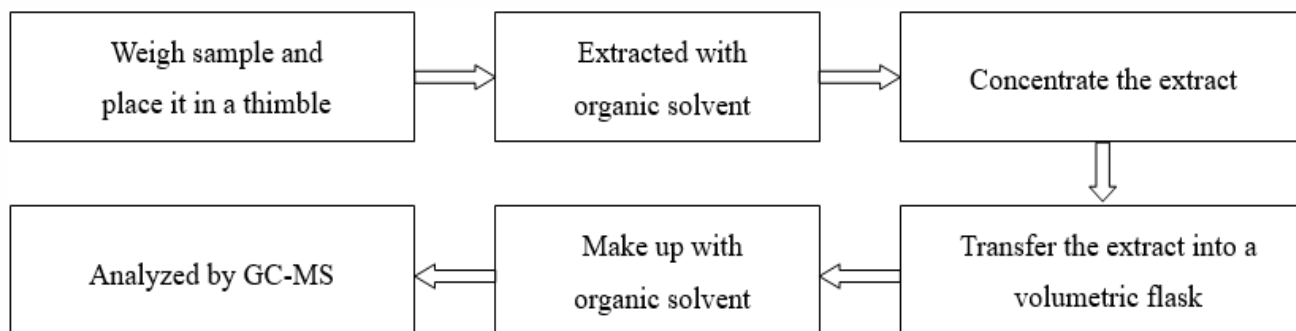 Weigh sample and
place it in a thimble
Extracted with
organic solvent
Concentrate the extract
Transfer the extract into a
volumetric flask
Make up with
organic solvent
Analyzed by GC-MS